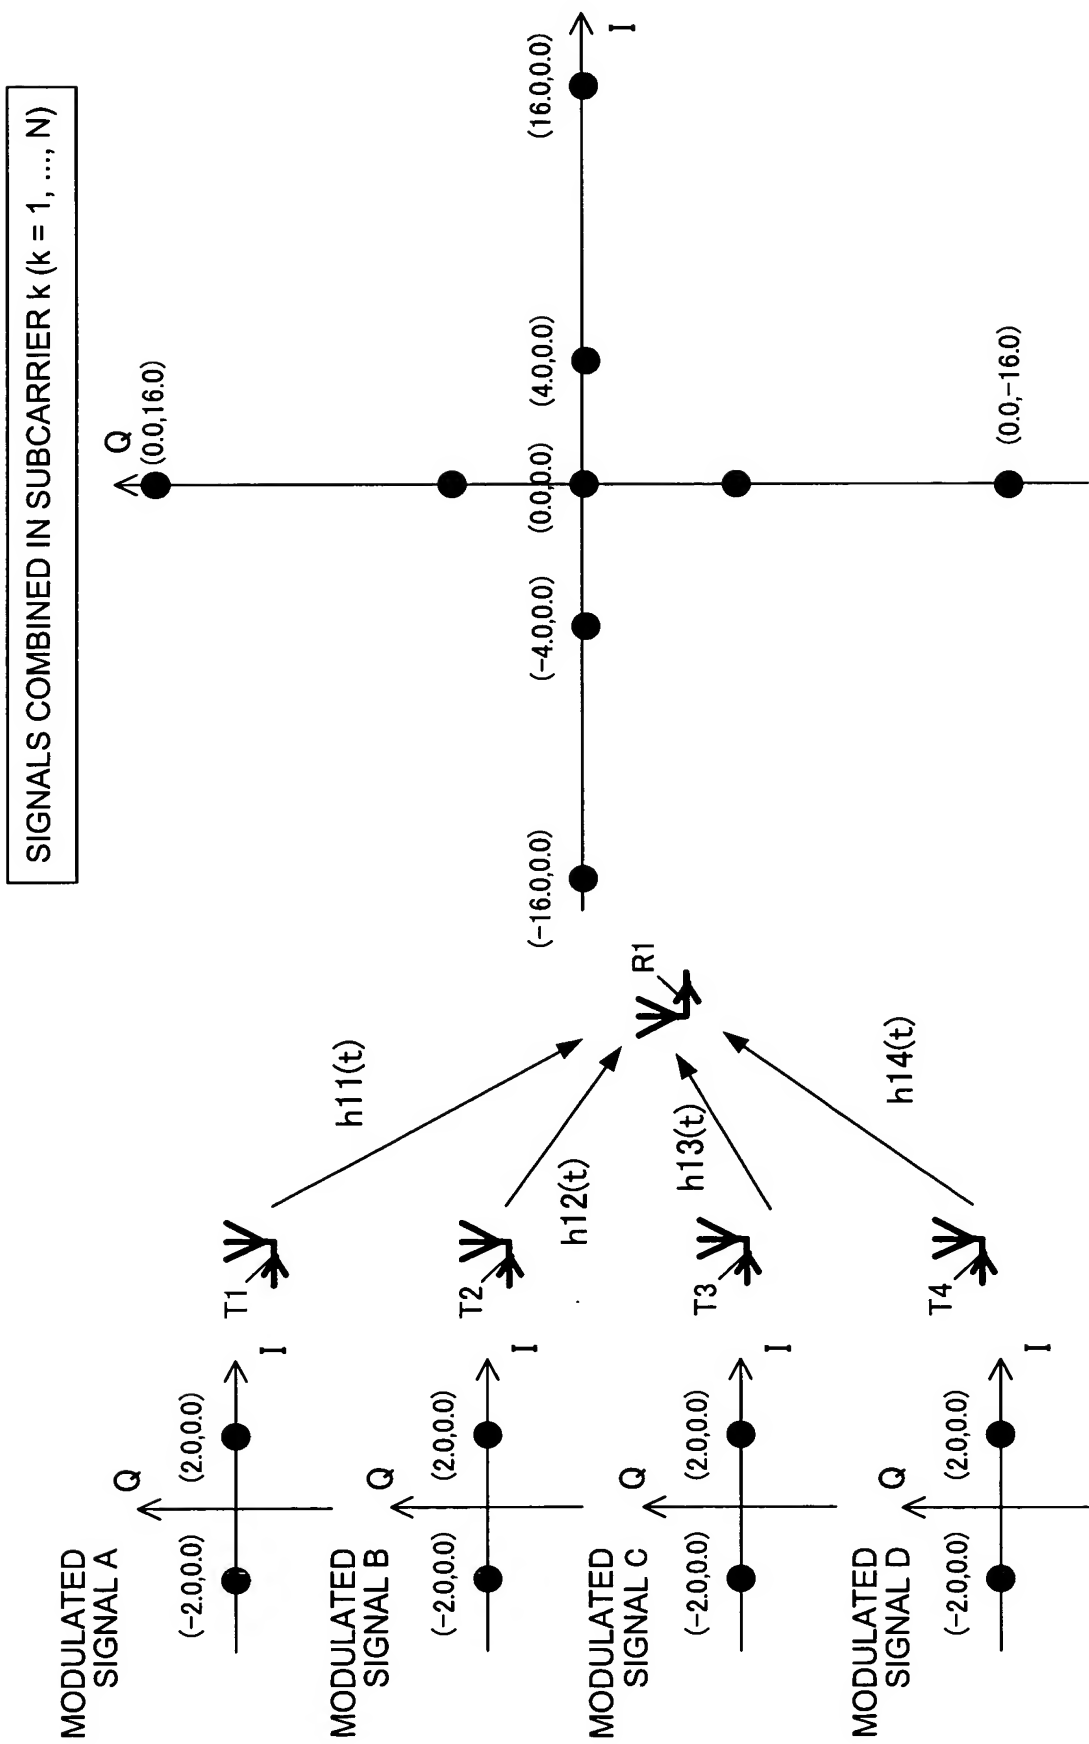 SIGNALS COMBINED IN SUBCARRIER k (k = 1, ..., N)
MODULATED
SIGNAL A
Q
(-2.0,0.0)
(2.0,0.0)
I
T1
h11(t)
MODULATED
SIGNAL B
Q
(-2.0,0.0)
(2.0,0.0)
I
T2
h12(t)
MODULATED
SIGNAL C
Q
(-2.0,0.0)
(2.0,0.0)
I
T3
h13(t)
MODULATED
SIGNAL D
Q
(-2.0,0.0)
(2.0,0.0)
I
T4
h14(t)
R1
Q
(0.0,16.0)
(-16.0,0.0)
(-4.0,0.0)
(0.0,0.0)
(4.0,0.0)
(16.0,0.0)
I
(0.0,-16.0)